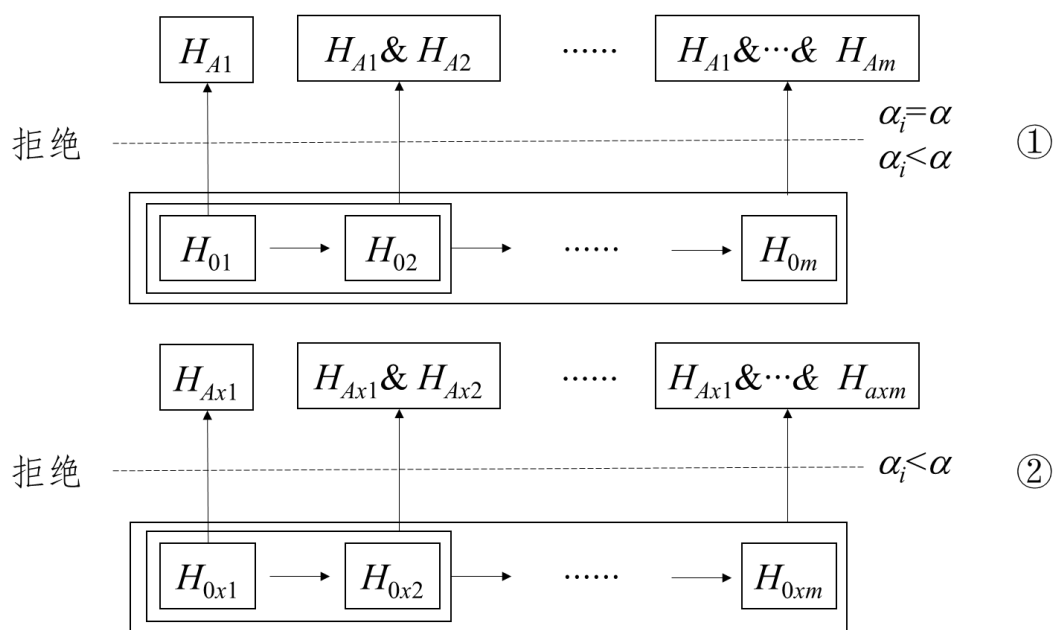 H_{A1} H_{A1}& H_{A2} ⋯⋯ H_{A1}&⋯& H_{Am}
α_i=α
拒绝 ①
α_i<α
H_{01} H_{02} ⋯⋯ H_{0m}
H_{Ax1} H_{Ax1}& H_{Ax2} ⋯⋯ H_{Ax1}&⋯& H_{axm}
拒绝 α_i<α ②
H_{0x1} H_{0x2} ⋯⋯ H_{0xm}